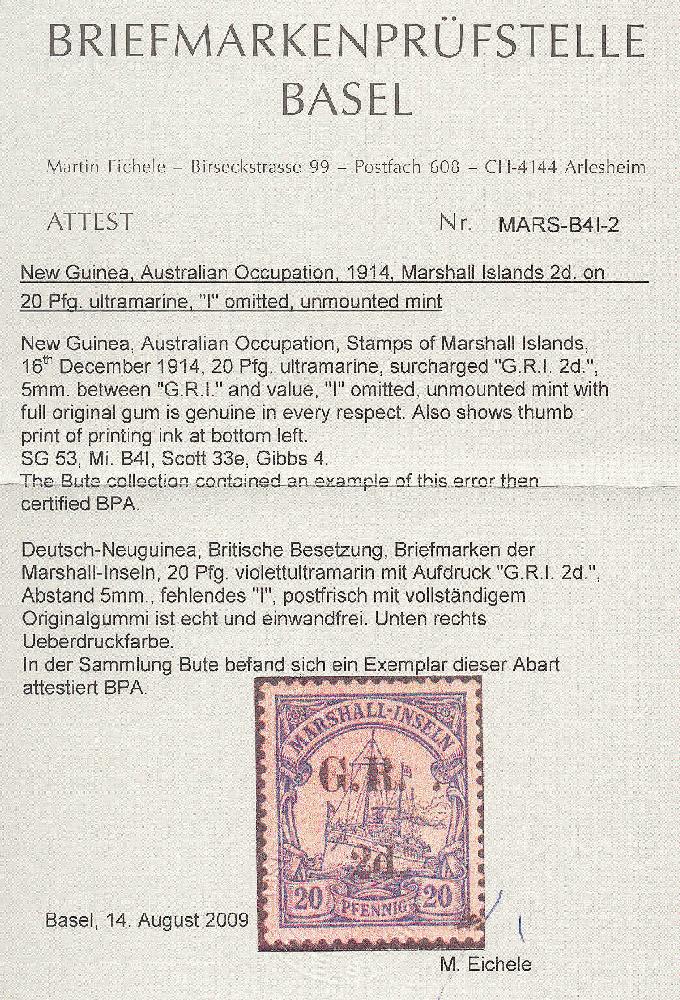 BRIEFMARKENPRÜFSTELLE
BASEL
Martin Eichele – Birseckstrasse 99 – Postfach 608 – CH-4144 Arlesheim
ATTEST Nr. MARS-B4I-2
New Guinea, Australian Occupation, 1914, Marshall Islands 2d. on
20 Pfg. ultramarine, "I" omitted, unmounted mint
New Guinea, Australian Occupation, Stamps of Marshall Islands,
16th December 1914, 20 Pfg. ultramarine, surcharged "G.R.I. 2d.",
5mm. between "G.R.I." and value, "I" omitted, unmounted mint with
full original gum is genuine in every respect. Also shows thumb
print of printing ink at bottom left.
SG 53, Mi. B4I, Scott 33e, Gibbs 4.
The Bute collection contained an example of this error then
certified BPA.
Deutsch-Neuguinea, Britische Besetzung, Briefmarken der
Marshall-Inseln, 20 Pfg. violettultramarin mit Aufdruck "G.R.I. 2d.",
Abstand 5mm., fehlendes "I", postfrisch mit vollständigem
Originalgummi ist echt und einwandfrei. Unten rechts
Ueberdruckfarbe.
In der Sammlung Bute befand sich ein Exemplar dieser Abart
attestiert BPA.
MARSHALL-INSELN
G.R. .
2d.
20 PFENNIG 20
Basel, 14. August 2009
M. Eichele